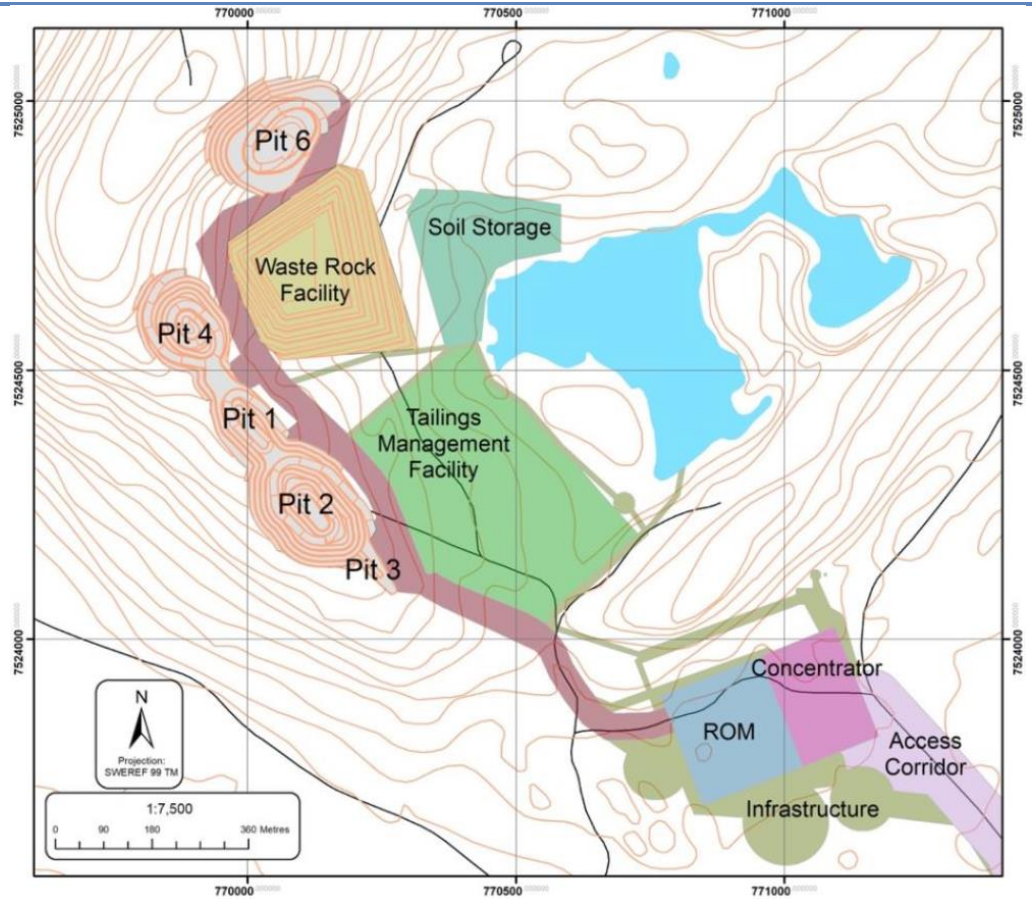 770000
770500
771000
7525000
7525000
Pit 6
Soil Storage
Waste Rock
Facility
Pit 4
7524500
7524500
Pit 1
Tailings
Management
Facility
Pit 2
Pit 3
7524000
7524000
Concentrator
ROM
Access
Corridor
Infrastructure
N
Projection:
SWEREF 99 TM
1:7,500
0 90 180 360 Metres
770000
770500
771000